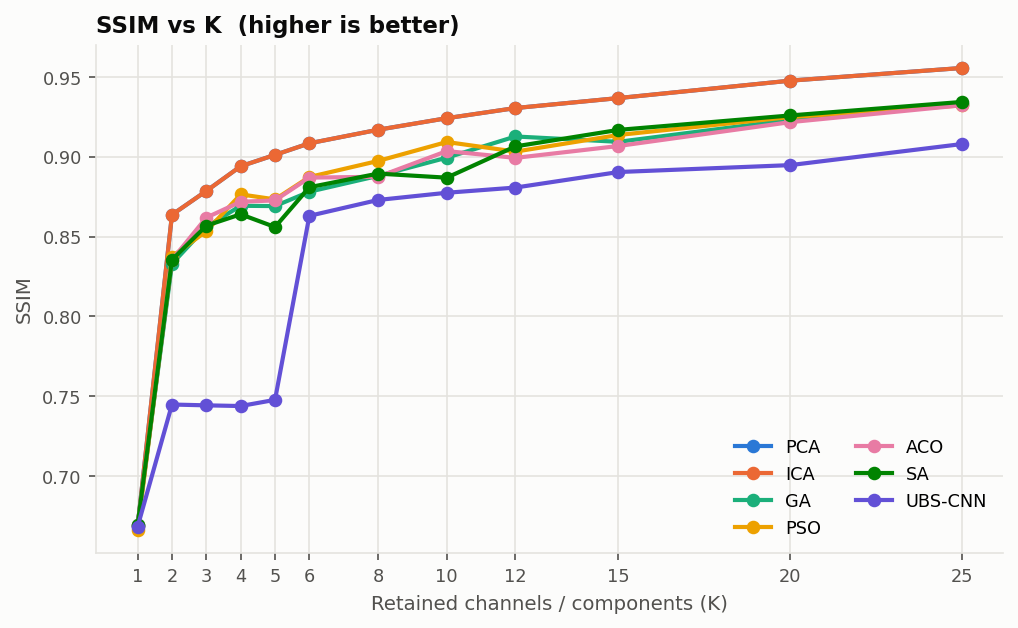 SSIM vs K  (higher is better)
0.95
0.90
0.85
0.80
0.75
0.70
SSIM
PCA
ICA
GA
PSO
ACO
SA
UBS-CNN
1 2 3 4 5 6 8 10 12 15 20 25
Retained channels / components (K)